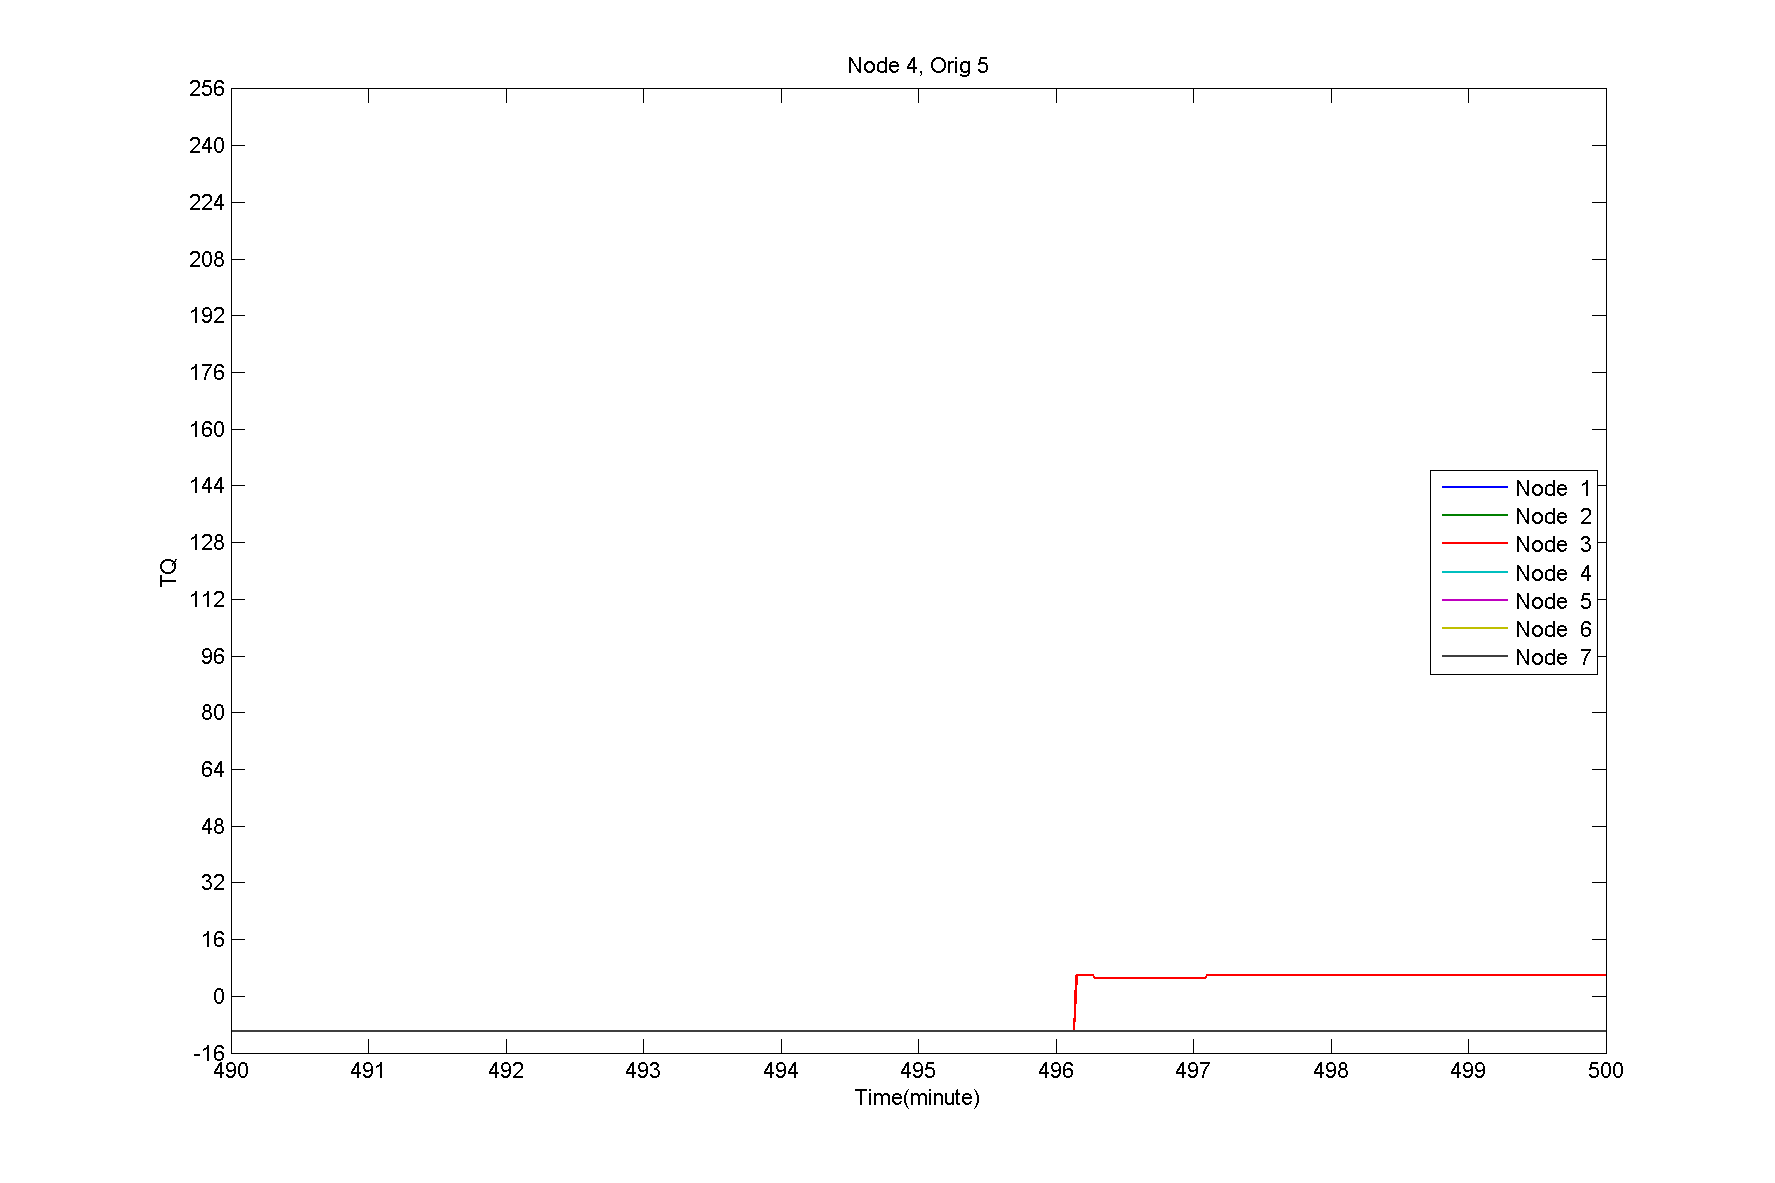 Node 4, Orig 5
256
240
224
208
192
176
160
144
128
112
96
80
64
48
32
16
0
-16
TQ
Node 1
Node 2
Node 3
Node 4
Node 5
Node 6
Node 7
490 491 492 493 494 495 496 497 498 499 500
Time(minute)